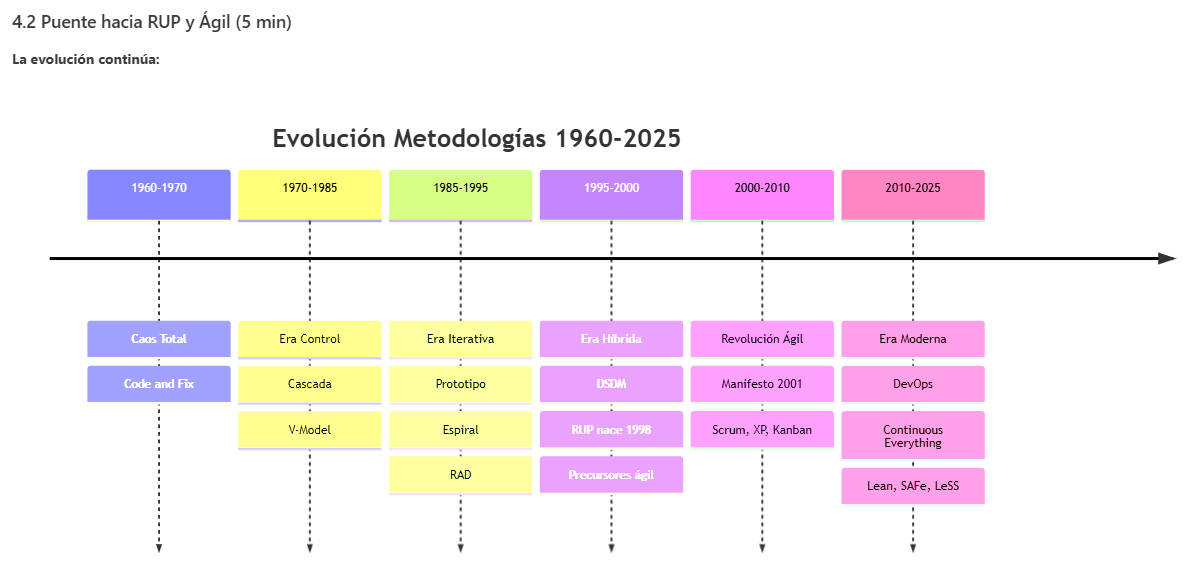 4.2 Puente hacia RUP y Ágil (5 min)
La evolución continúa:
Evolución Metodologías 1960-2025
1960-1970
1970-1985
1985-1995
1995-2000
2000-2010
2010-2025
Caos Total
Era Control
Era Iterativa
Era Híbrida
Revolución Ágil
Era Moderna
Code and Fix
Cascada
Prototipo
DSDM
Manifesto 2001
DevOps
V-Model
Espiral
RUP nace 1998
Scrum, XP, Kanban
Continuous
Everything
RAD
Precursores ágil
Lean, SAFe, LeSS